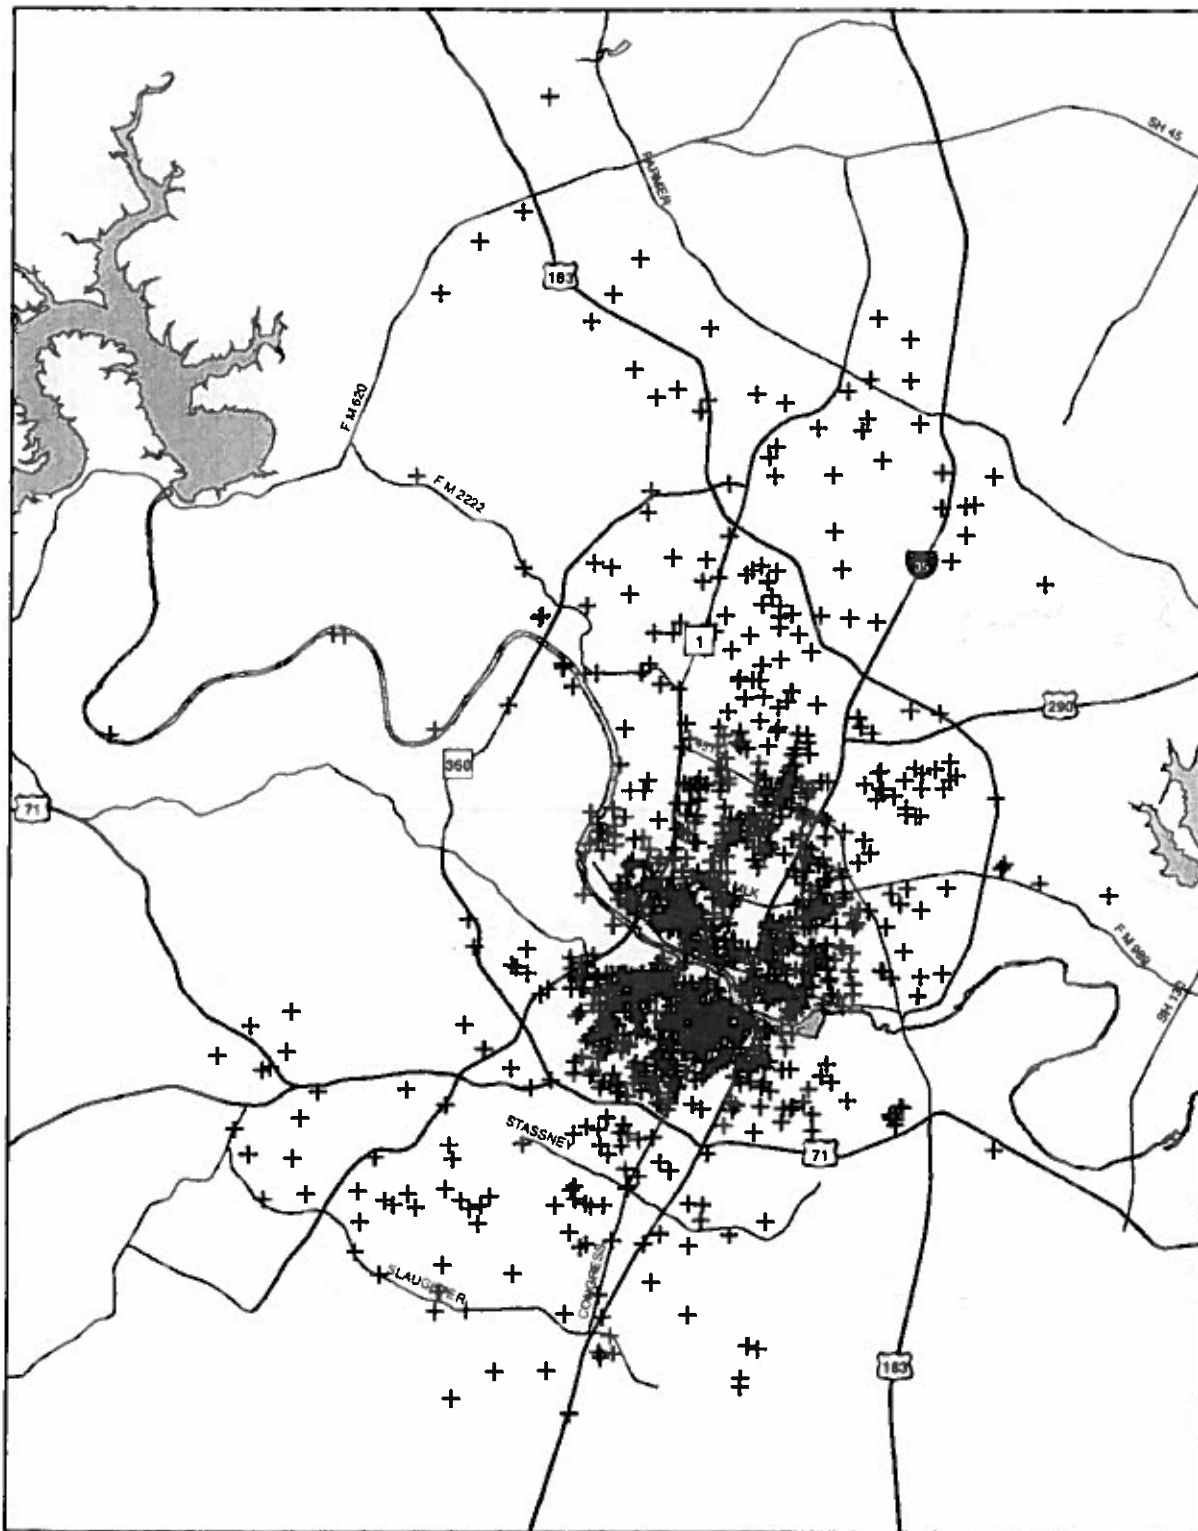 SH 45
PARMER
183
F M 620
F M 2222
35
1
290
360
71
MLK
F M 969
SH 130
STASSNEY
71
SLAUGHTER
CONGRESS
183